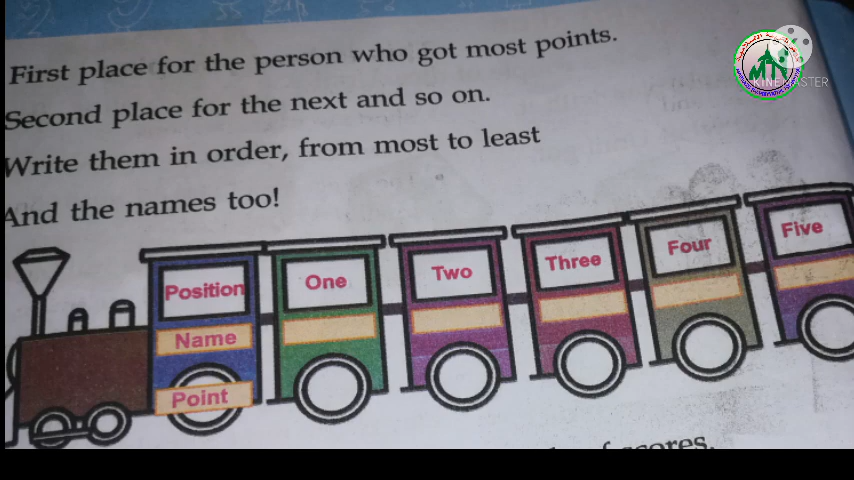 First place for the person who got most points.
Second place for the next and so on.
Write them in order, from most to least
And the names too!
Position One Two Three Four Five
Name
Point
scores.